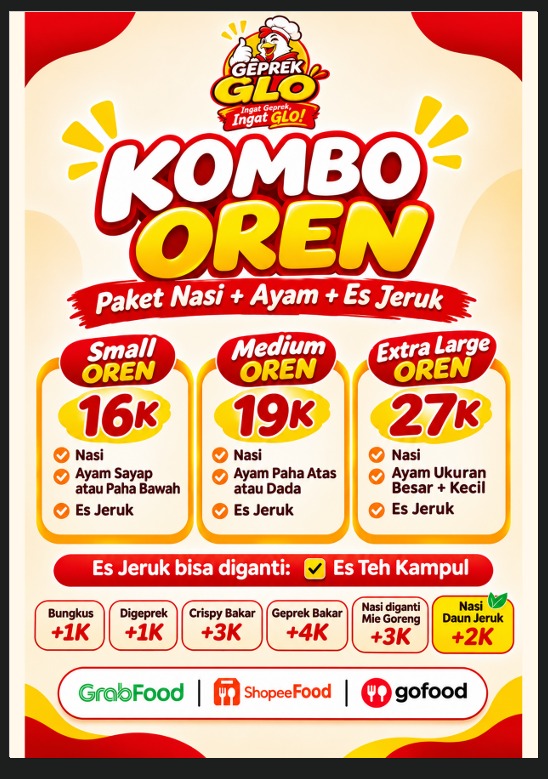 GEPREK
GLO
Ingat Geprek,
Ingat GLO!
KOMBO
OREN
Paket Nasi + Ayam + Es Jeruk
Small
OREN
16K
Nasi
Ayam Sayap
atau Paha Bawah
Es Jeruk
Medium
OREN
19K
Nasi
Ayam Paha Atas
atau Dada
Es Jeruk
Extra Large
OREN
27K
Nasi
Ayam Ukuran
Besar + Kecil
Es Jeruk
Es Jeruk bisa diganti: Es Teh Kampul
Bungkus
+1K
Digeprek
+1K
Crispy Bakar
+3K
Geprek Bakar
+4K
Nasi diganti
Mie Goreng
+3K
Nasi
Daun Jeruk
+2K
GrabFood
ShopeeFood
gofood